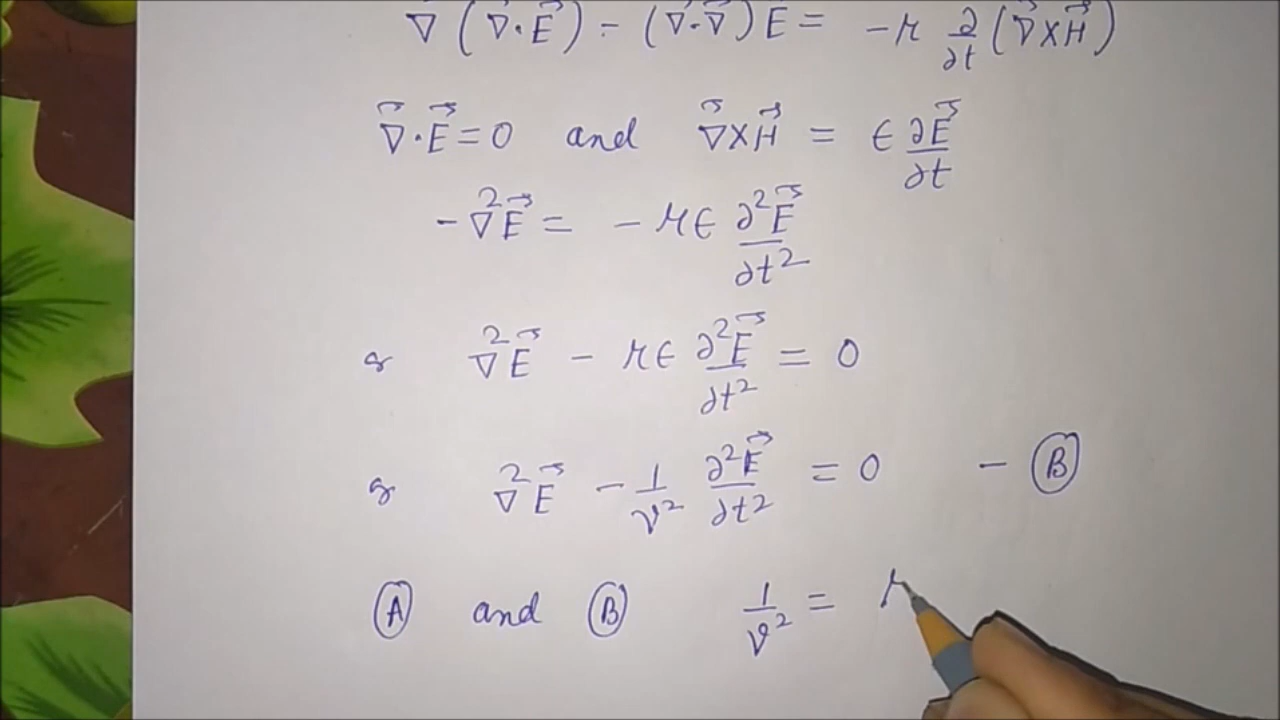 ∇⃗ (∇⃗·E⃗) − (∇⃗·∇⃗) E = −μ ∂/∂t (∇⃗×H⃗)
∇⃗·E⃗ = 0 and ∇⃗×H⃗ = ϵ ∂E⃗/∂t
−∇²E⃗ = −μϵ ∂²E⃗/∂t²
or ∇²E⃗ − μϵ ∂²E⃗/∂t² = 0
or ∇²E⃗ − 1/v² ∂²E⃗/∂t² = 0 − Ⓑ
Ⓐ and Ⓑ 1/v² = μ